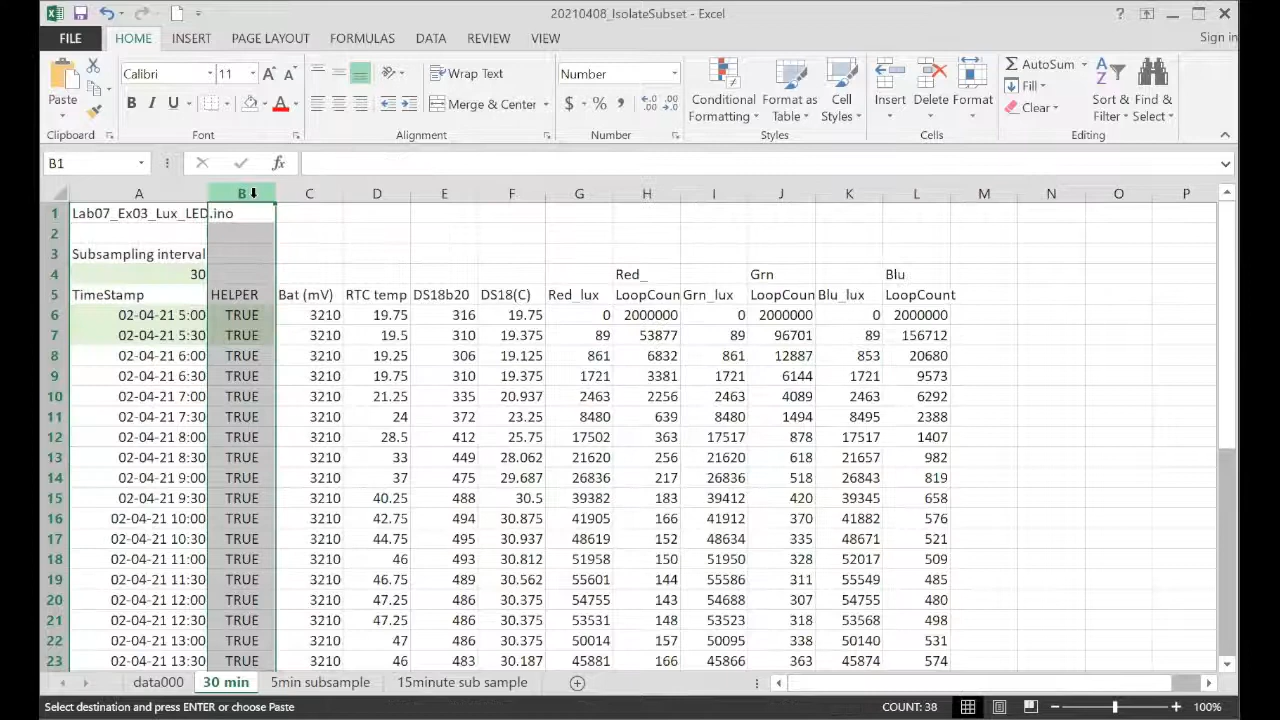 20210408_IsolateSubset - Excel
FILE HOME INSERT PAGE LAYOUT FORMULAS DATA REVIEW VIEW Sign in
Paste Calibri 11 Wrap Text Number AutoSum
B I U Merge & Center $ % , Conditional Formatting Format as Table Cell Styles Insert Delete Format Fill Clear Sort & Filter Find & Select
Clipboard Font Alignment Number Styles Cells Editing
B1 fx
A B C D E F G H I J K L M N O P
1 Lab07_Ex03_Lux_LED.ino
2
3 Subsampling interval
4 30 Red_ Grn Blu
5 TimeStamp HELPER Bat (mV) RTC temp DS18b20 DS18(C) Red_lux LoopCoun Grn_lux LoopCoun Blu_lux LoopCount
6 02-04-21 5:00 TRUE 3210 19.75 316 19.75 0 2000000 0 2000000 0 2000000
7 02-04-21 5:30 TRUE 3210 19.5 310 19.375 89 53877 89 96701 89 156712
8 02-04-21 6:00 TRUE 3210 19.25 306 19.125 861 6832 861 12887 853 20680
9 02-04-21 6:30 TRUE 3210 19.75 310 19.375 1721 3381 1721 6144 1721 9573
10 02-04-21 7:00 TRUE 3210 21.25 335 20.937 2463 2256 2463 4089 2463 6292
11 02-04-21 7:30 TRUE 3210 24 372 23.25 8480 639 8480 1494 8495 2388
12 02-04-21 8:00 TRUE 3210 28.5 412 25.75 17502 363 17517 878 17517 1407
13 02-04-21 8:30 TRUE 3210 33 449 28.062 21620 256 21620 618 21657 982
14 02-04-21 9:00 TRUE 3210 37 475 29.687 26836 217 26836 518 26843 819
15 02-04-21 9:30 TRUE 3210 40.25 488 30.5 39382 183 39412 420 39345 658
16 02-04-21 10:00 TRUE 3210 42.75 494 30.875 41905 166 41912 370 41882 576
17 02-04-21 10:30 TRUE 3210 44.75 495 30.937 48619 152 48634 335 48671 521
18 02-04-21 11:00 TRUE 3210 46 493 30.812 51958 150 51950 328 52017 509
19 02-04-21 11:30 TRUE 3210 46.75 489 30.562 55601 144 55586 311 55549 485
20 02-04-21 12:00 TRUE 3210 47.25 486 30.375 54755 143 54688 307 54755 480
21 02-04-21 12:30 TRUE 3210 47.25 486 30.375 53531 148 53523 318 53568 498
22 02-04-21 13:00 TRUE 3210 47 486 30.375 50014 157 50095 338 50140 531
23 02-04-21 13:30 TRUE 3210 46 483 30.187 45881 166 45866 363 45874 574
data000 30 min 5min subsample 15minute sub sample
Select destination and press ENTER or choose Paste COUNT: 38 100%